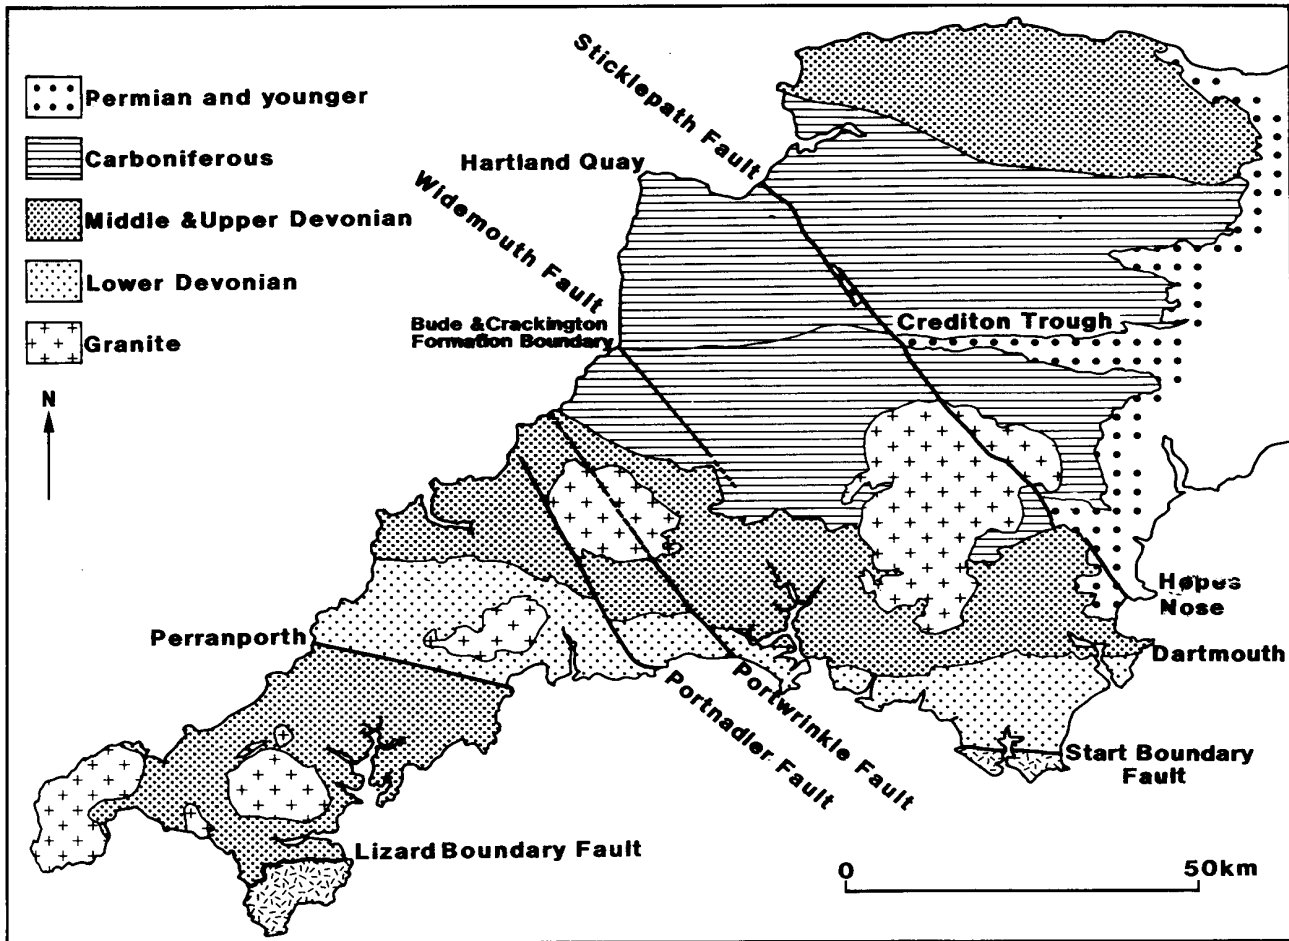 Permian and younger
Carboniferous
Middle &Upper Devonian
Lower Devonian
Granite
N
Sticklepath Fault
Hartland Quay
Widemouth Fault
Bude &Crackington
Formation Boundary
Crediton Trough
Perranporth
Hopes
Nose
Dartmouth
Portwrinkle Fault
Portnadler Fault
Start Boundary
Fault
Lizard Boundary Fault
0 50km